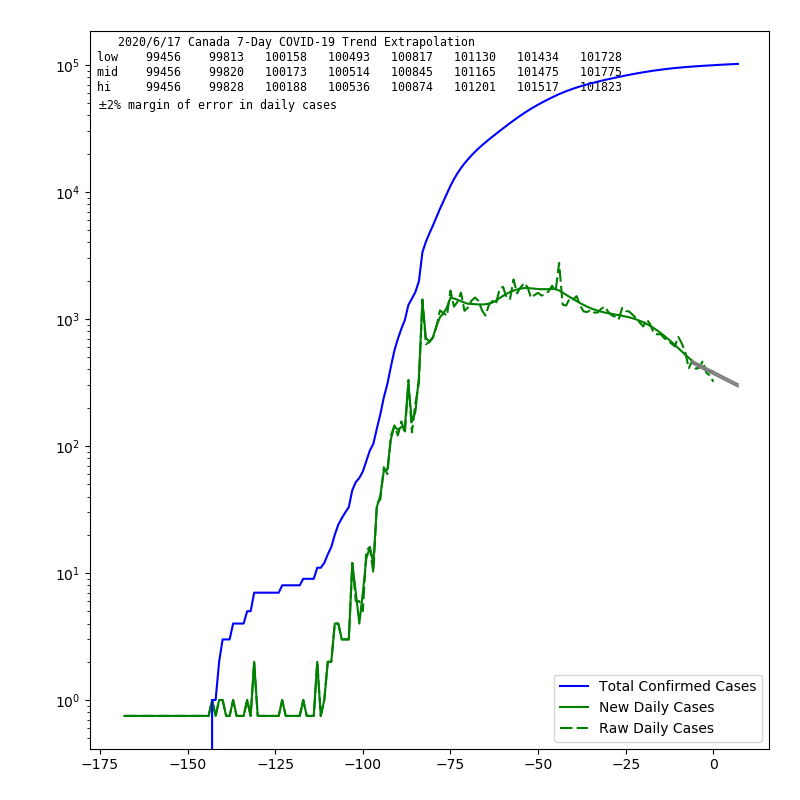 2020/6/17 Canada 7-Day COVID-19 Trend Extrapolation
low 99456 99813 100158 100493 100817 101130 101434 101728
mid 99456 99820 100173 100514 100845 101165 101475 101775
hi 99456 99828 100188 100536 100874 101201 101517 101823
±2% margin of error in daily cases
10^5
10^4
10^3
10^2
10^1
10^0
Total Confirmed Cases
New Daily Cases
Raw Daily Cases
−175 −150 −125 −100 −75 −50 −25 0